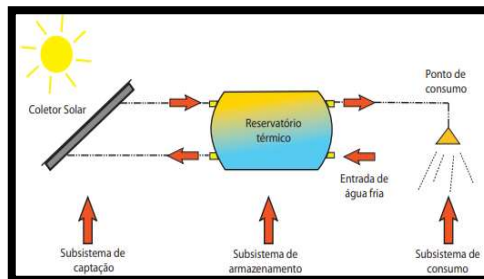 Coletor Solar
Reservatório
térmico
Ponto de
consumo
Entrada de
água fria
Subsistema de
captação
Subsistema de
armazenamento
Subsistema de
consumo